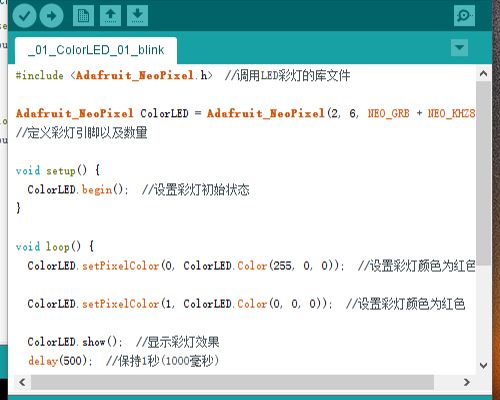 _01_ColorLED_01_blink
#include <Adafruit_NeoPixel.h>  //调用LED彩灯的库文件
Adafruit_NeoPixel ColorLED = Adafruit_NeoPixel(2, 6, NEO_GRB + NEO_KHZ8
//定义彩灯引脚以及数量
void setup() {
ColorLED.begin();  //设置彩灯初始状态
}
void loop() {
ColorLED.setPixelColor(0, ColorLED.Color(255, 0, 0));  //设置彩灯颜色为红色
ColorLED.setPixelColor(1, ColorLED.Color(0, 0, 0));  //设置彩灯颜色为红色
ColorLED.show();  //显示彩灯效果
delay(500);  //保持1秒(1000毫秒)